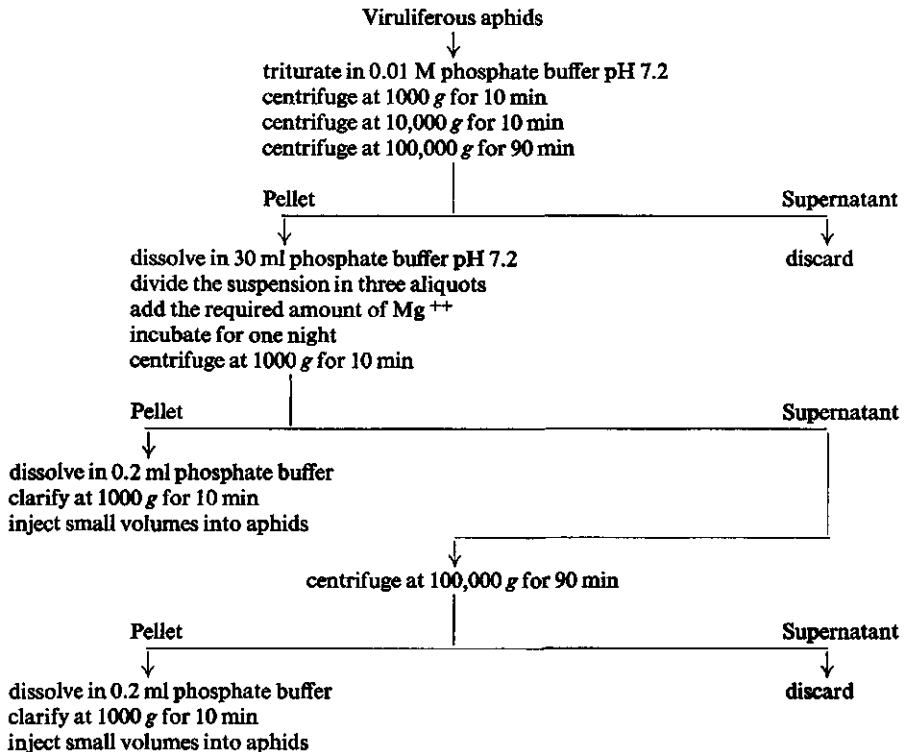 Viruliferous aphids
triturate in 0.01 M phosphate buffer pH 7.2
centrifuge at 1000 g for 10 min
centrifuge at 10,000 g for 10 min
centrifuge at 100,000 g for 90 min
Pellet
Supernatant
dissolve in 30 ml phosphate buffer pH 7.2
divide the suspension in three aliquots
add the required amount of Mg ++
incubate for one night
centrifuge at 1000 g for 10 min
discard
Pellet
Supernatant
dissolve in 0.2 ml phosphate buffer
clarify at 1000 g for 10 min
inject small volumes into aphids
centrifuge at 100,000 g for 90 min
Pellet
Supernatant
dissolve in 0.2 ml phosphate buffer
clarify at 1000 g for 10 min
inject small volumes into aphids
discard